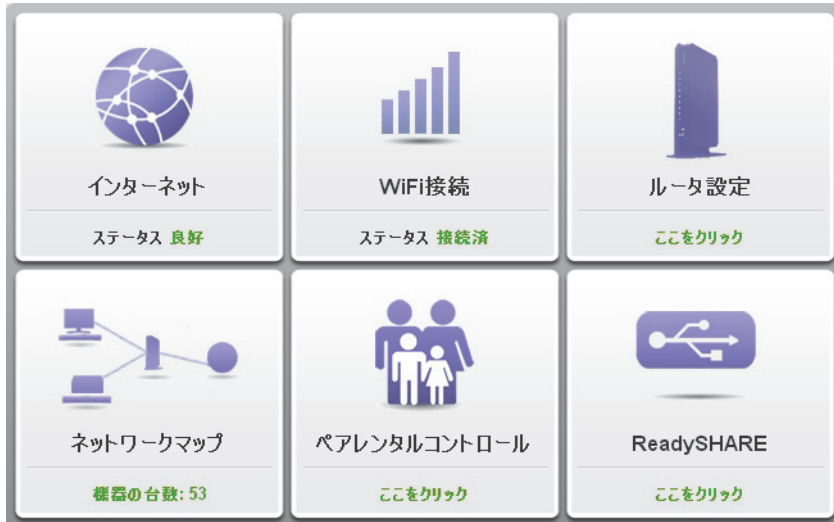 インターネット
ステータス 良好
WiFi接続
ステータス 接続済
ルータ設定
ここをクリック
ネットワークマップ
機器の台数: 53
ペアレンタルコントロール
ここをクリック
ReadySHARE
ここをクリック